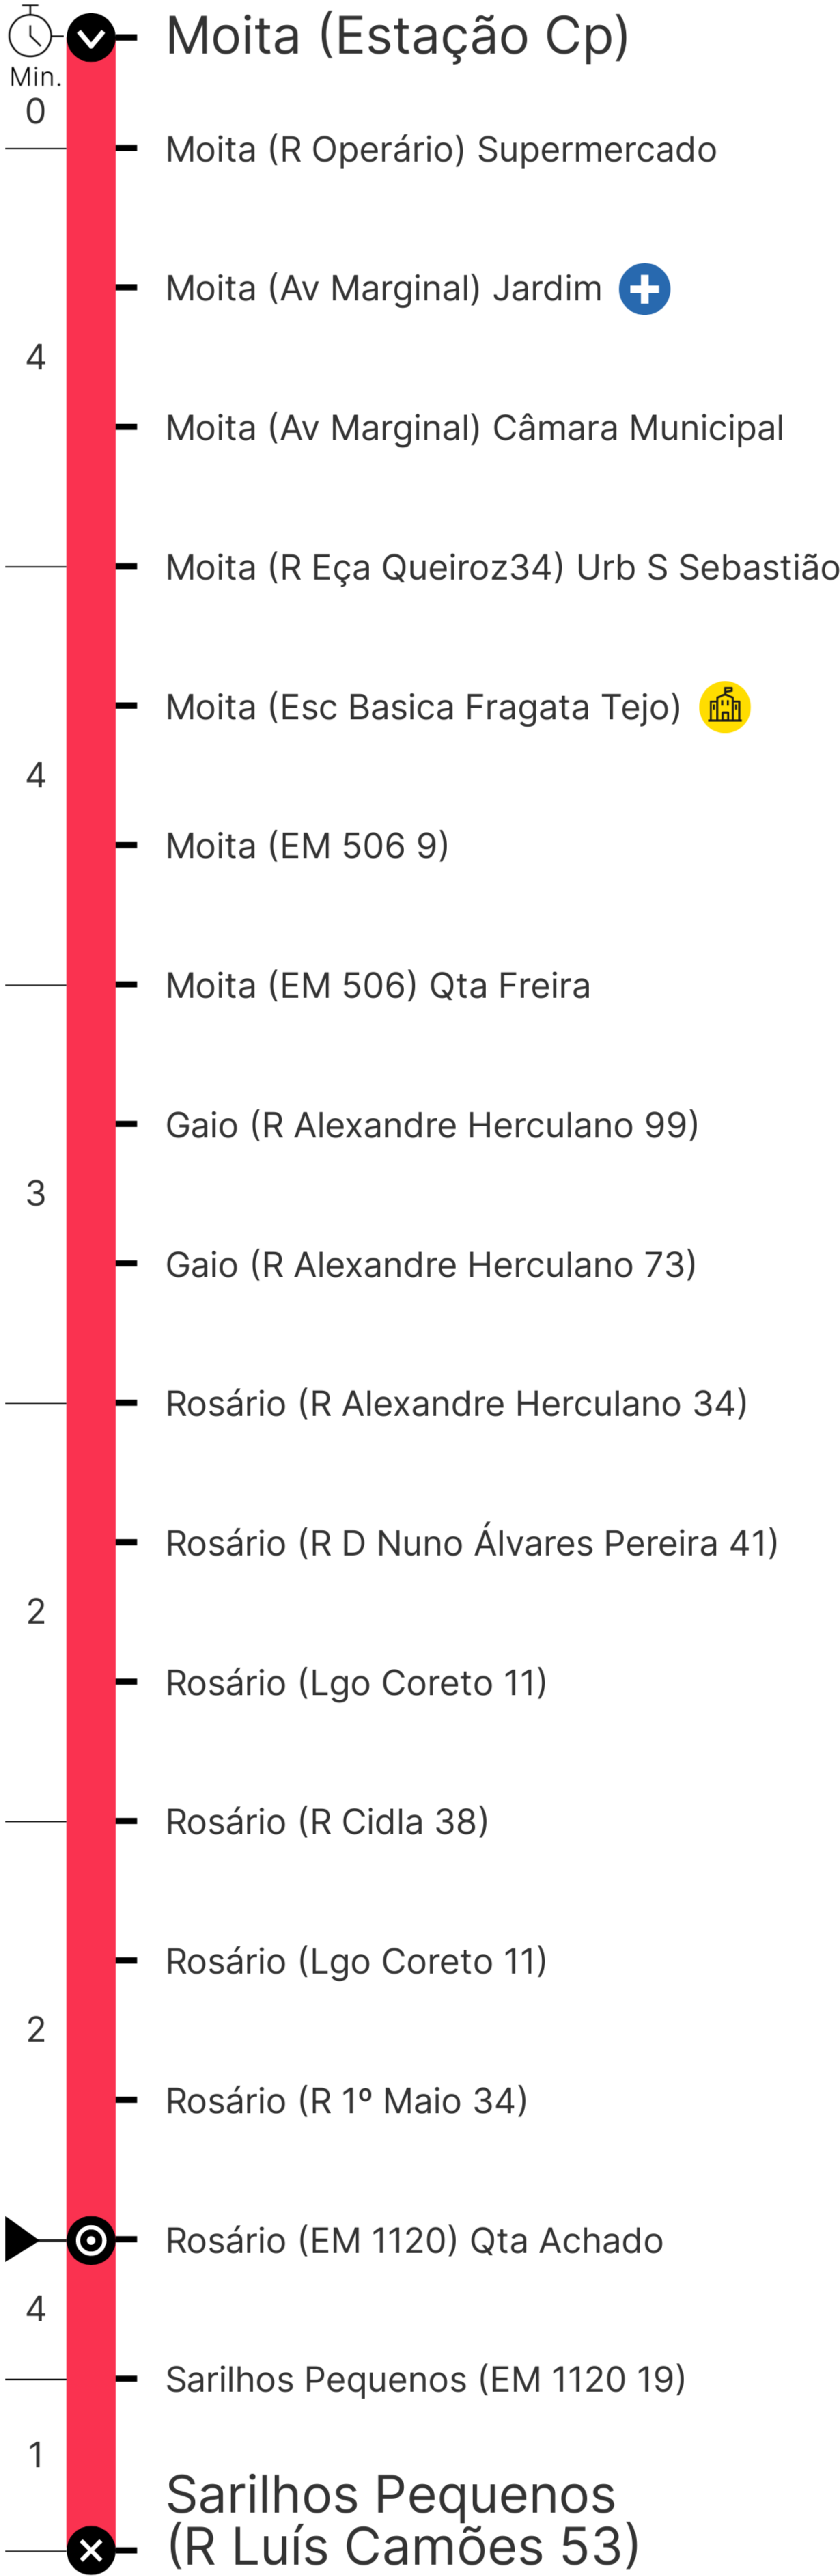 Moita (Estação Cp)
Min.
0
Moita (R Operário) Supermercado
Moita (Av Marginal) Jardim
4
Moita (Av Marginal) Câmara Municipal
Moita (R Eça Queiroz34) Urb S Sebastião
Moita (Esc Basica Fragata Tejo)
4
Moita (EM 506 9)
Moita (EM 506) Qta Freira
Gaio (R Alexandre Herculano 99)
3
Gaio (R Alexandre Herculano 73)
Rosário (R Alexandre Herculano 34)
Rosário (R D Nuno Álvares Pereira 41)
2
Rosário (Lgo Coreto 11)
Rosário (R Cidla 38)
Rosário (Lgo Coreto 11)
2
Rosário (R 1º Maio 34)
Rosário (EM 1120) Qta Achado
4
Sarilhos Pequenos (EM 1120 19)
1
Sarilhos Pequenos
(R Luís Camões 53)